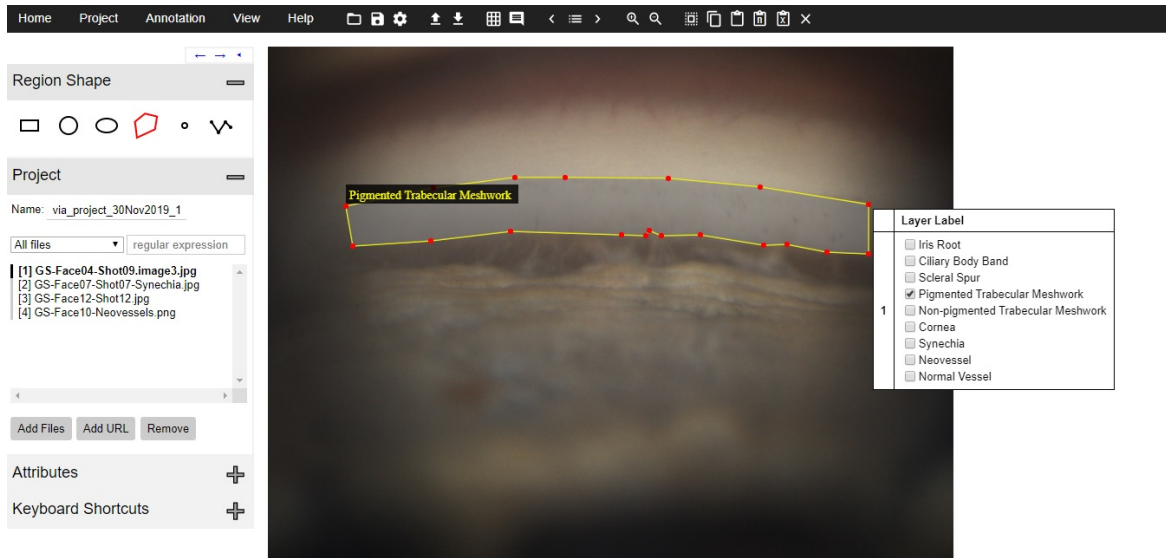 Home Project Annotation View Help
Region Shape
Project
Name: via_project_30Nov2019_1
All files regular expression
[1] GS-Face04-Shot09.image3.jpg
[2] GS-Face07-Shot07-Synechia.jpg
[3] GS-Face12-Shot12.jpg
[4] GS-Face10-Neovessels.png
Add Files Add URL Remove
Attributes
Keyboard Shortcuts
Pigmented Trabecular Meshwork
Layer Label
1
Iris Root
Ciliary Body Band
Scleral Spur
Pigmented Trabecular Meshwork
Non-pigmented Trabecular Meshwork
Cornea
Synechia
Neovessel
Normal Vessel